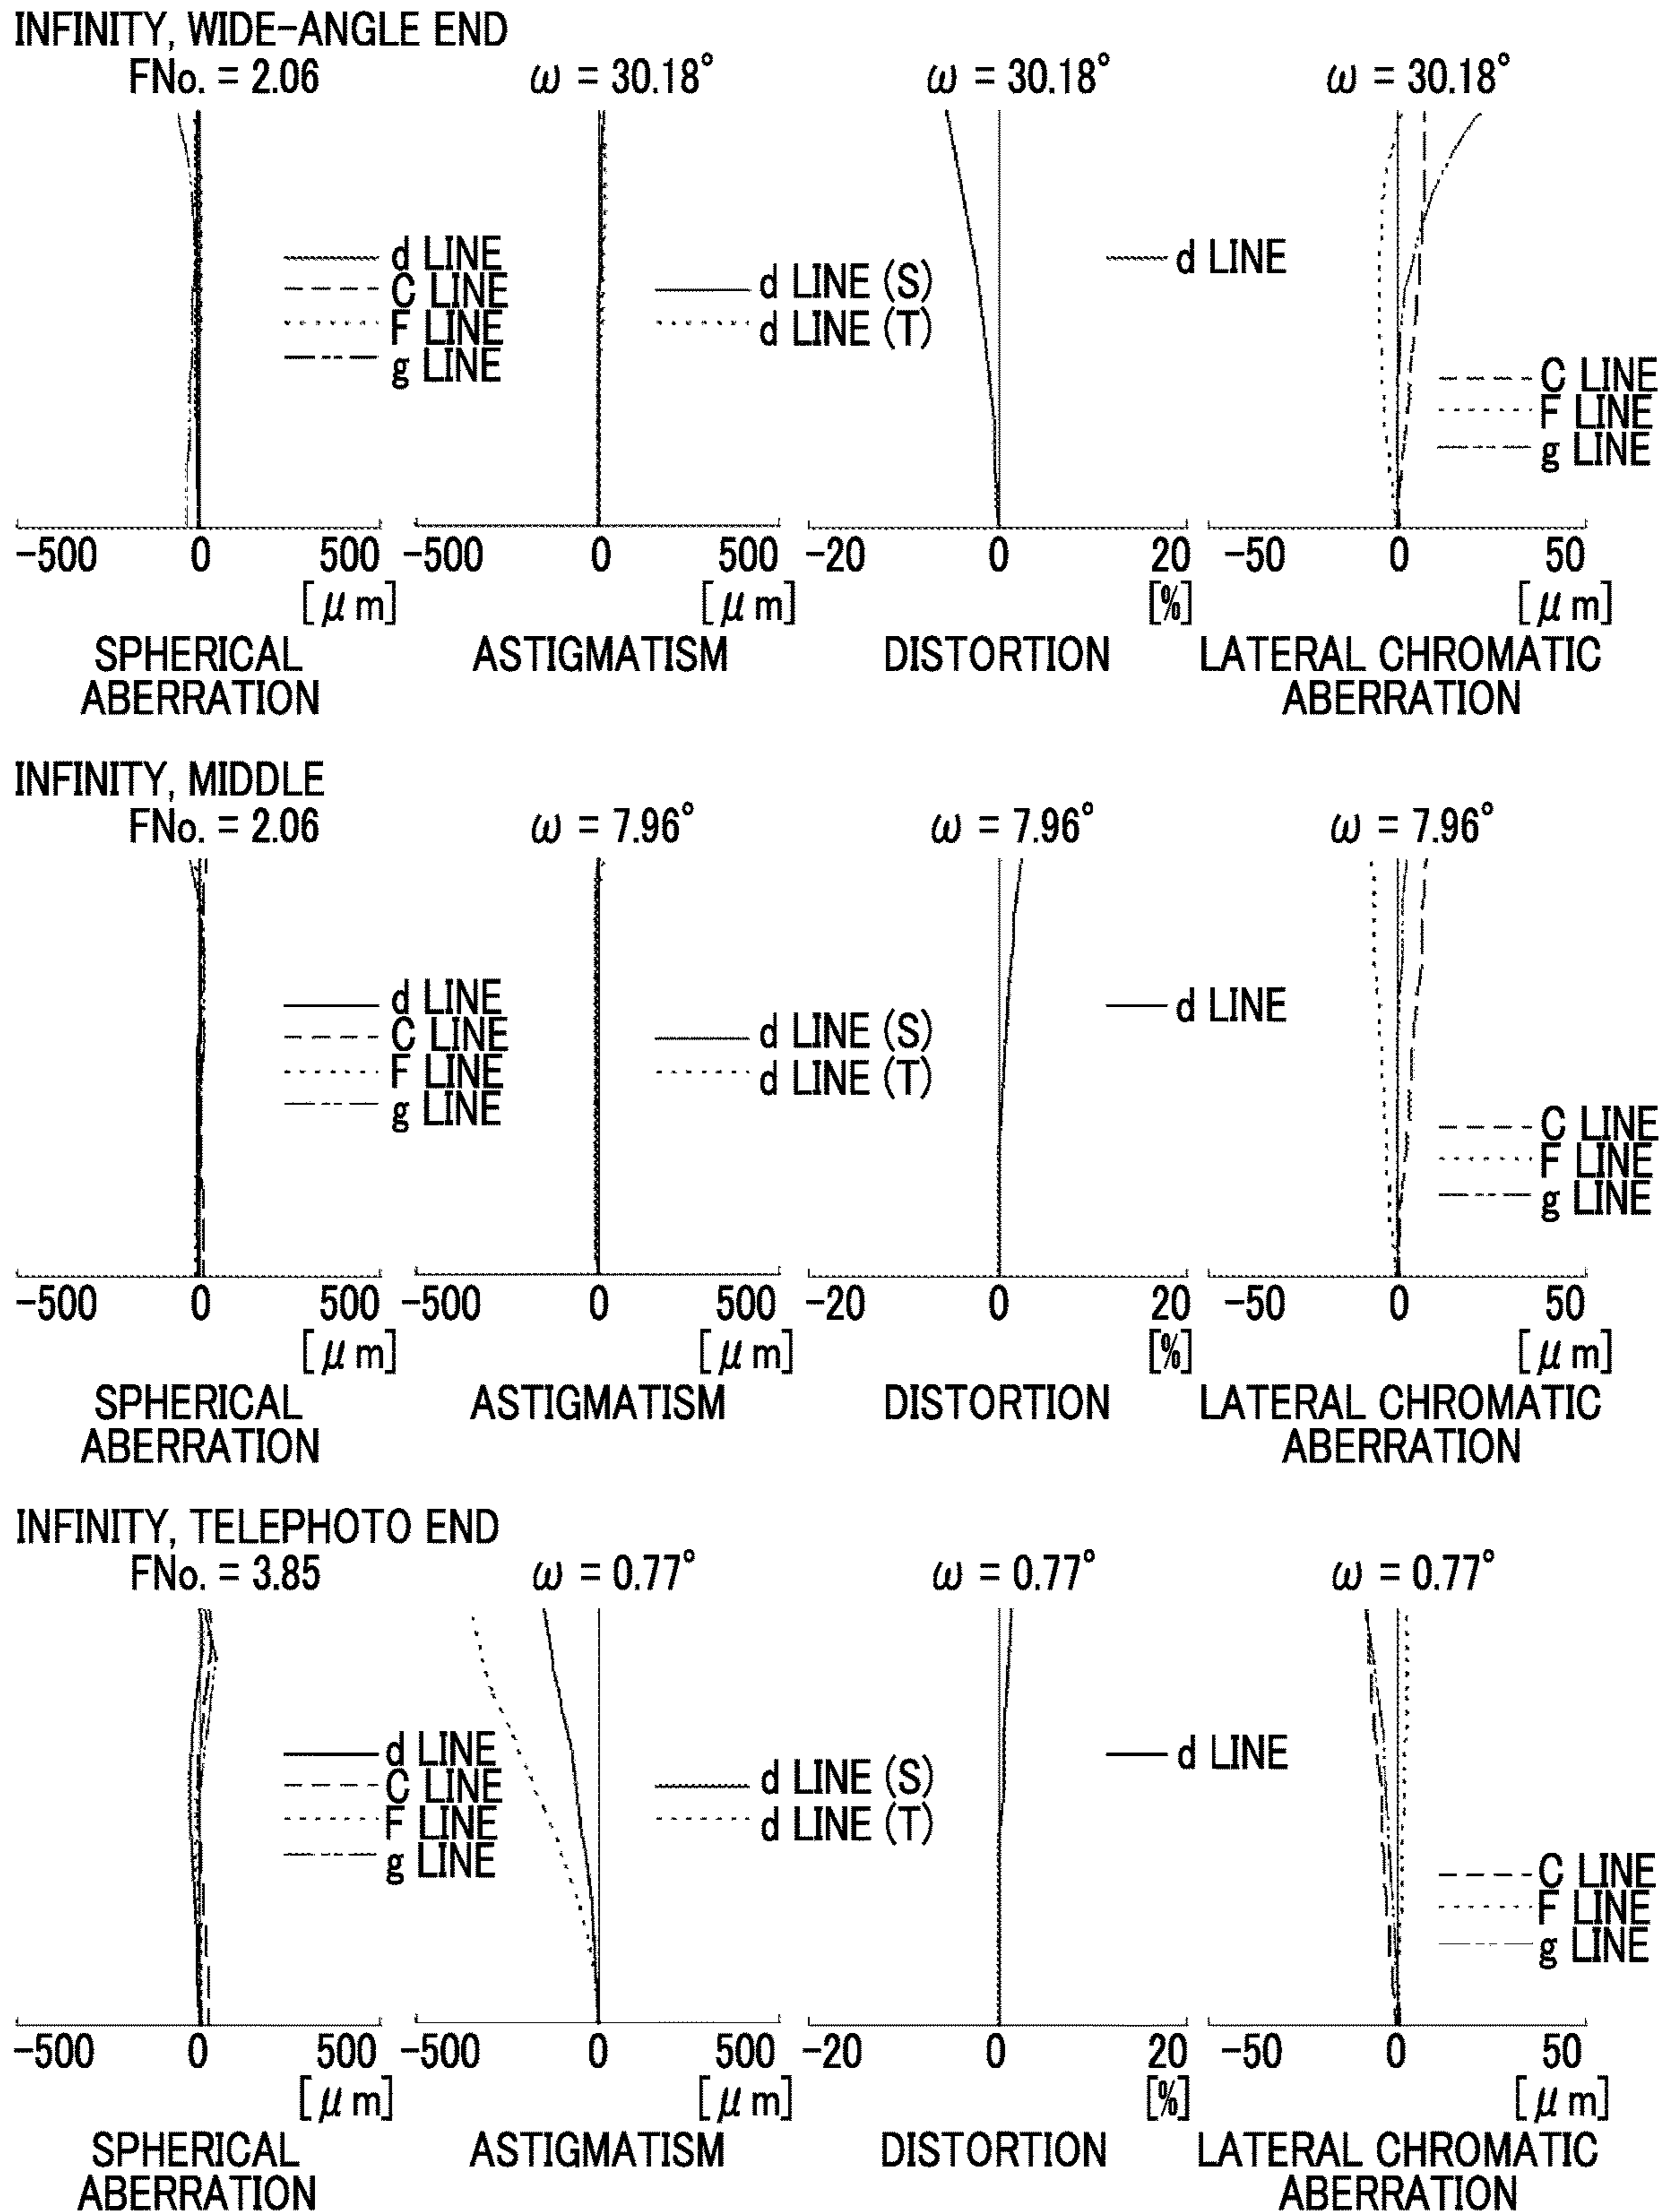 INFINITY, WIDE-ANGLE END
FNo. = 2.06
ω = 30.18°
ω = 30.18°
ω = 30.18°
d LINE
C LINE
F LINE
g LINE
d LINE (S)
d LINE (T)
d LINE
C LINE
F LINE
g LINE
-500 0 500
[μm]
-500 0 500
[μm]
-20 0 20
[%]
-50 0 50
[μm]
SPHERICAL
ABERRATION
ASTIGMATISM
DISTORTION
LATERAL CHROMATIC
ABERRATION
INFINITY, MIDDLE
FNo. = 2.06
ω = 7.96°
ω = 7.96°
ω = 7.96°
d LINE
C LINE
F LINE
g LINE
d LINE (S)
d LINE (T)
d LINE
C LINE
F LINE
g LINE
-500 0 500
[μm]
-500 0 500
[μm]
-20 0 20
[%]
-50 0 50
[μm]
SPHERICAL
ABERRATION
ASTIGMATISM
DISTORTION
LATERAL CHROMATIC
ABERRATION
INFINITY, TELEPHOTO END
FNo. = 3.85
ω = 0.77°
ω = 0.77°
ω = 0.77°
d LINE
C LINE
F LINE
g LINE
d LINE (S)
d LINE (T)
d LINE
C LINE
F LINE
g LINE
-500 0 500
[μm]
-500 0 500
[μm]
-20 0 20
[%]
-50 0 50
[μm]
SPHERICAL
ABERRATION
ASTIGMATISM
DISTORTION
LATERAL CHROMATIC
ABERRATION